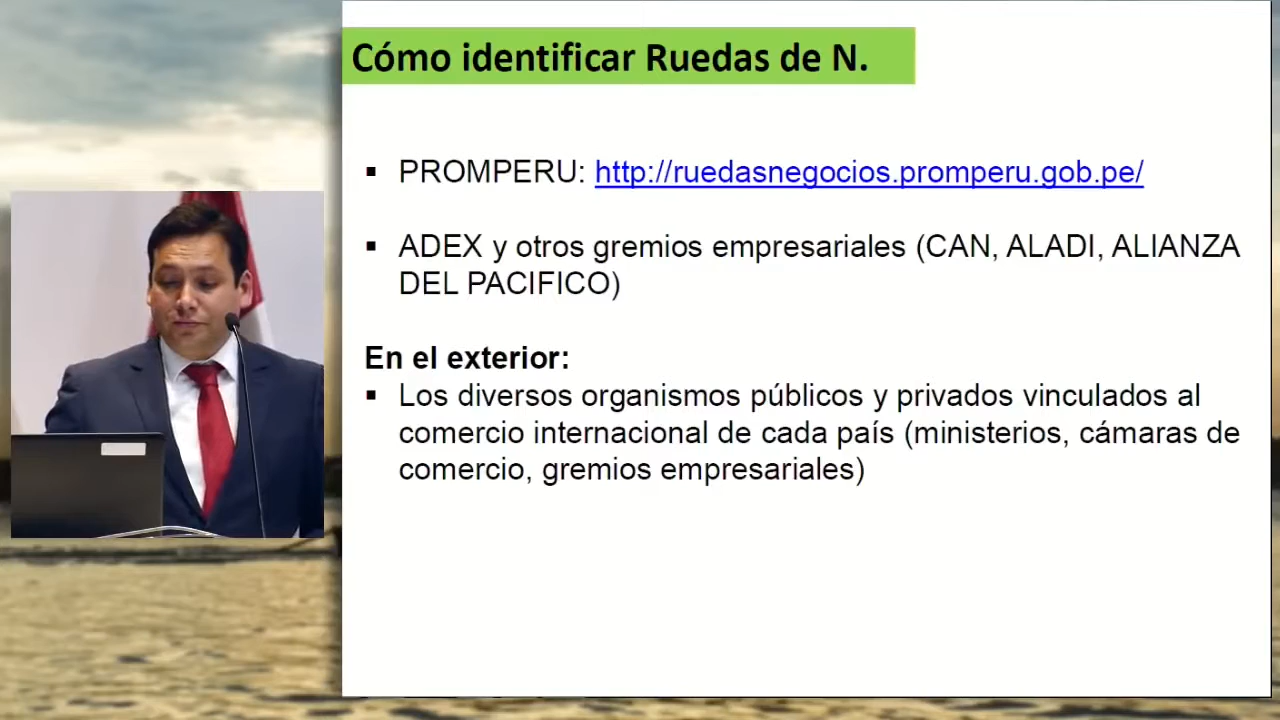 Cómo identificar Ruedas de N.
▪ PROMPERU: http://ruedasnegocios.promperu.gob.pe/
▪ ADEX y otros gremios empresariales (CAN, ALADI, ALIANZA
DEL PACIFICO)
En el exterior:
▪ Los diversos organismos públicos y privados vinculados al
comercio internacional de cada país (ministerios, cámaras de
comercio, gremios empresariales)